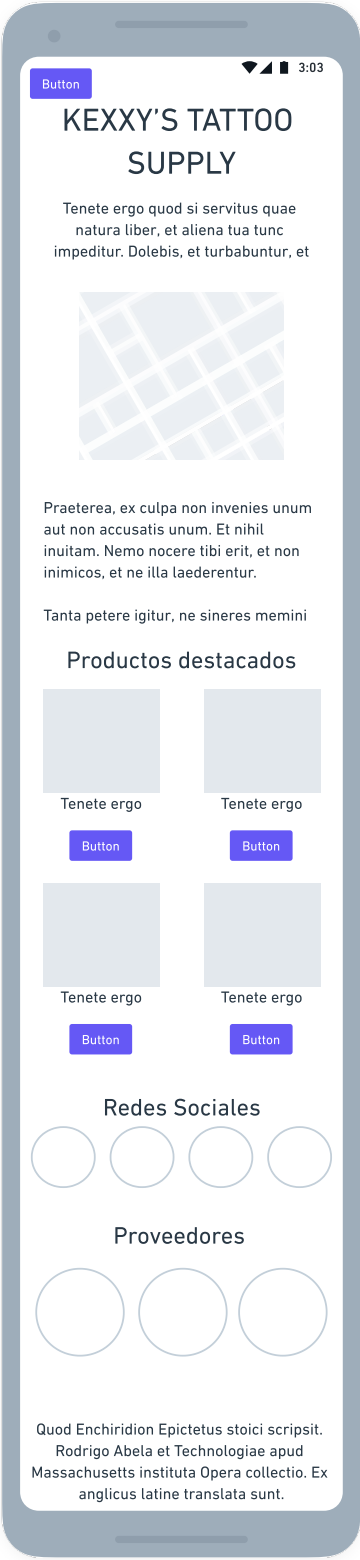 3:03
Button
KEXXY'S TATTOO
SUPPLY
Tenete ergo quod si servitus quae
natura liber, et aliena tua tunc
impeditur. Dolebis, et turbabuntur, et
Praeterea, ex culpa non invenies unum
aut non accusatis unum. Et nihil
inuitam. Nemo nocere tibi erit, et non
inimicos, et ne illa laederentur.
Tanta petere igitur, ne sineres memini
Productos destacados
Tenete ergo
Tenete ergo
Button
Button
Tenete ergo
Tenete ergo
Button
Button
Redes Sociales
Proveedores
Quod Enchiridion Epictetus stoici scripsit.
Rodrigo Abela et Technologiae apud
Massachusetts instituta Opera collectio. Ex
anglicus latine translata sunt.